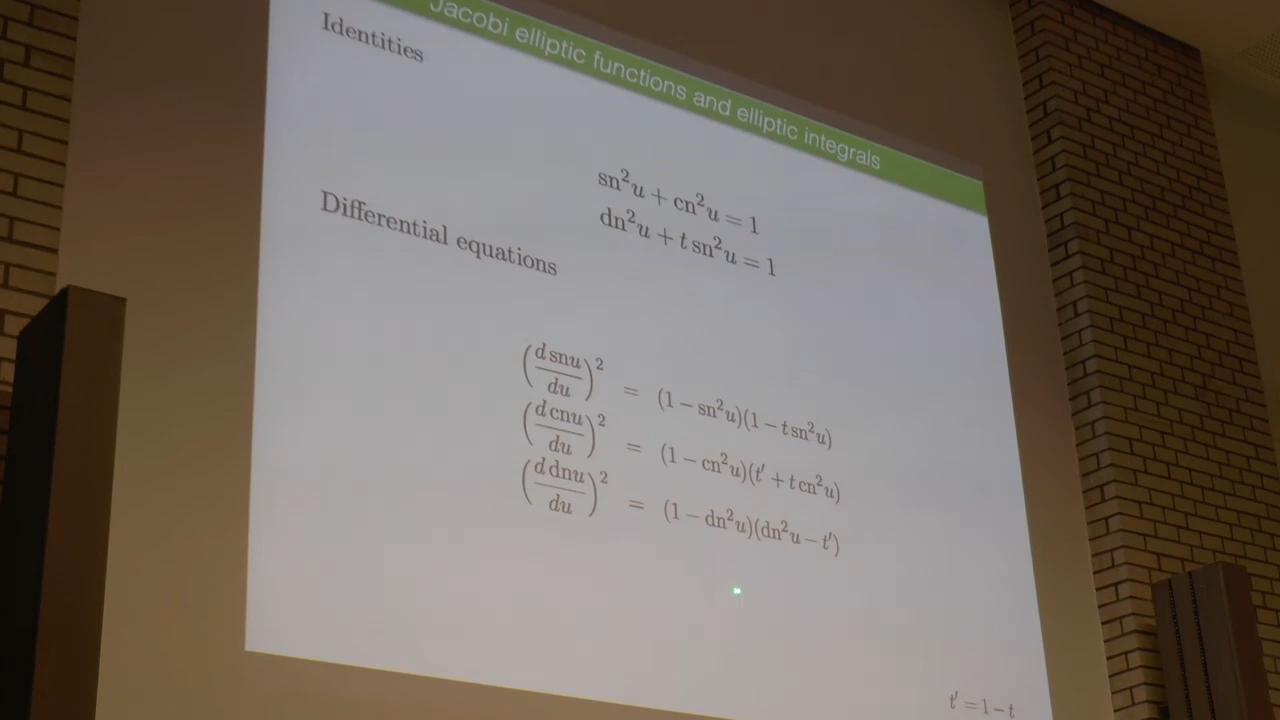 Jacobi elliptic functions and elliptic integrals
Identities
sn²u + cn²u = 1
dn²u + t sn²u = 1
Differential equations
(d snu / du)² = (1 − sn²u)(1 − t sn²u)
(d cnu / du)² = (1 − cn²u)(t′ + t cn²u)
(d dnu / du)² = (1 − dn²u)(dn²u − t′)
t′ = 1 − t